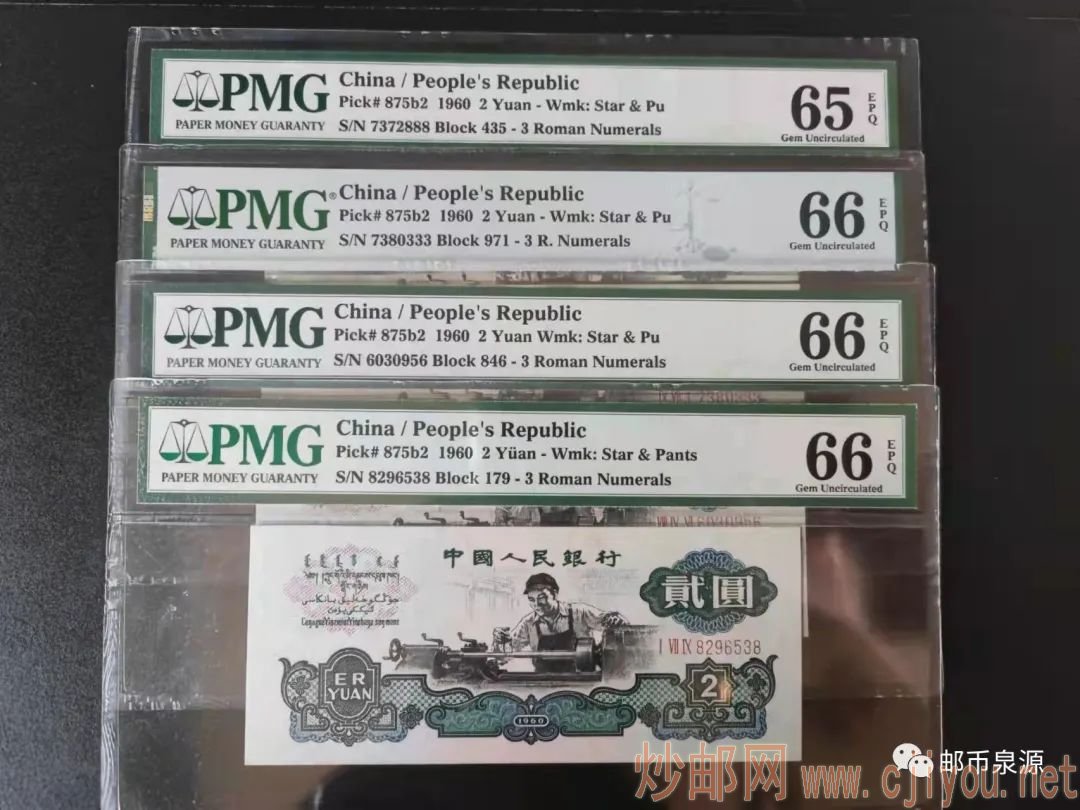 PMG
PAPER MONEY GUARANTY
China / People's Republic
Pick# 875b2 1960 2 Yuan - Wmk: Star & Pu
S/N 7372888 Block 435 - 3 Roman Numerals
65
EPQ
Gem Uncirculated
PMG®
PAPER MONEY GUARANTY
China / People's Republic
Pick# 875b2 1960 2 Yuan - Wmk: Star & Pu
S/N 7380333 Block 971 - 3 R. Numerals
66
EPQ
Gem Uncirculated
PMG
PAPER MONEY GUARANTY
China / People's Republic
Pick# 875b2 1960 2 Yuan Wmk: Star & Pu
S/N 6030956 Block 846 - 3 Roman Numerals
66
EPQ
Gem Uncirculated
7380333
PMG
PAPER MONEY GUARANTY
China / People's Republic
Pick# 875b2 1960 2 Yüan - Wmk: Star & Pants
S/N 8296538 Block 179 - 3 Roman Numerals
66
EPQ
Gem Uncirculated
VIII IV VI 6030956
中國人民銀行
貳圓
I VII IX 8296538
ER
YUAN
1960
2
邮币泉源
炒邮网 www.cjiyou.net